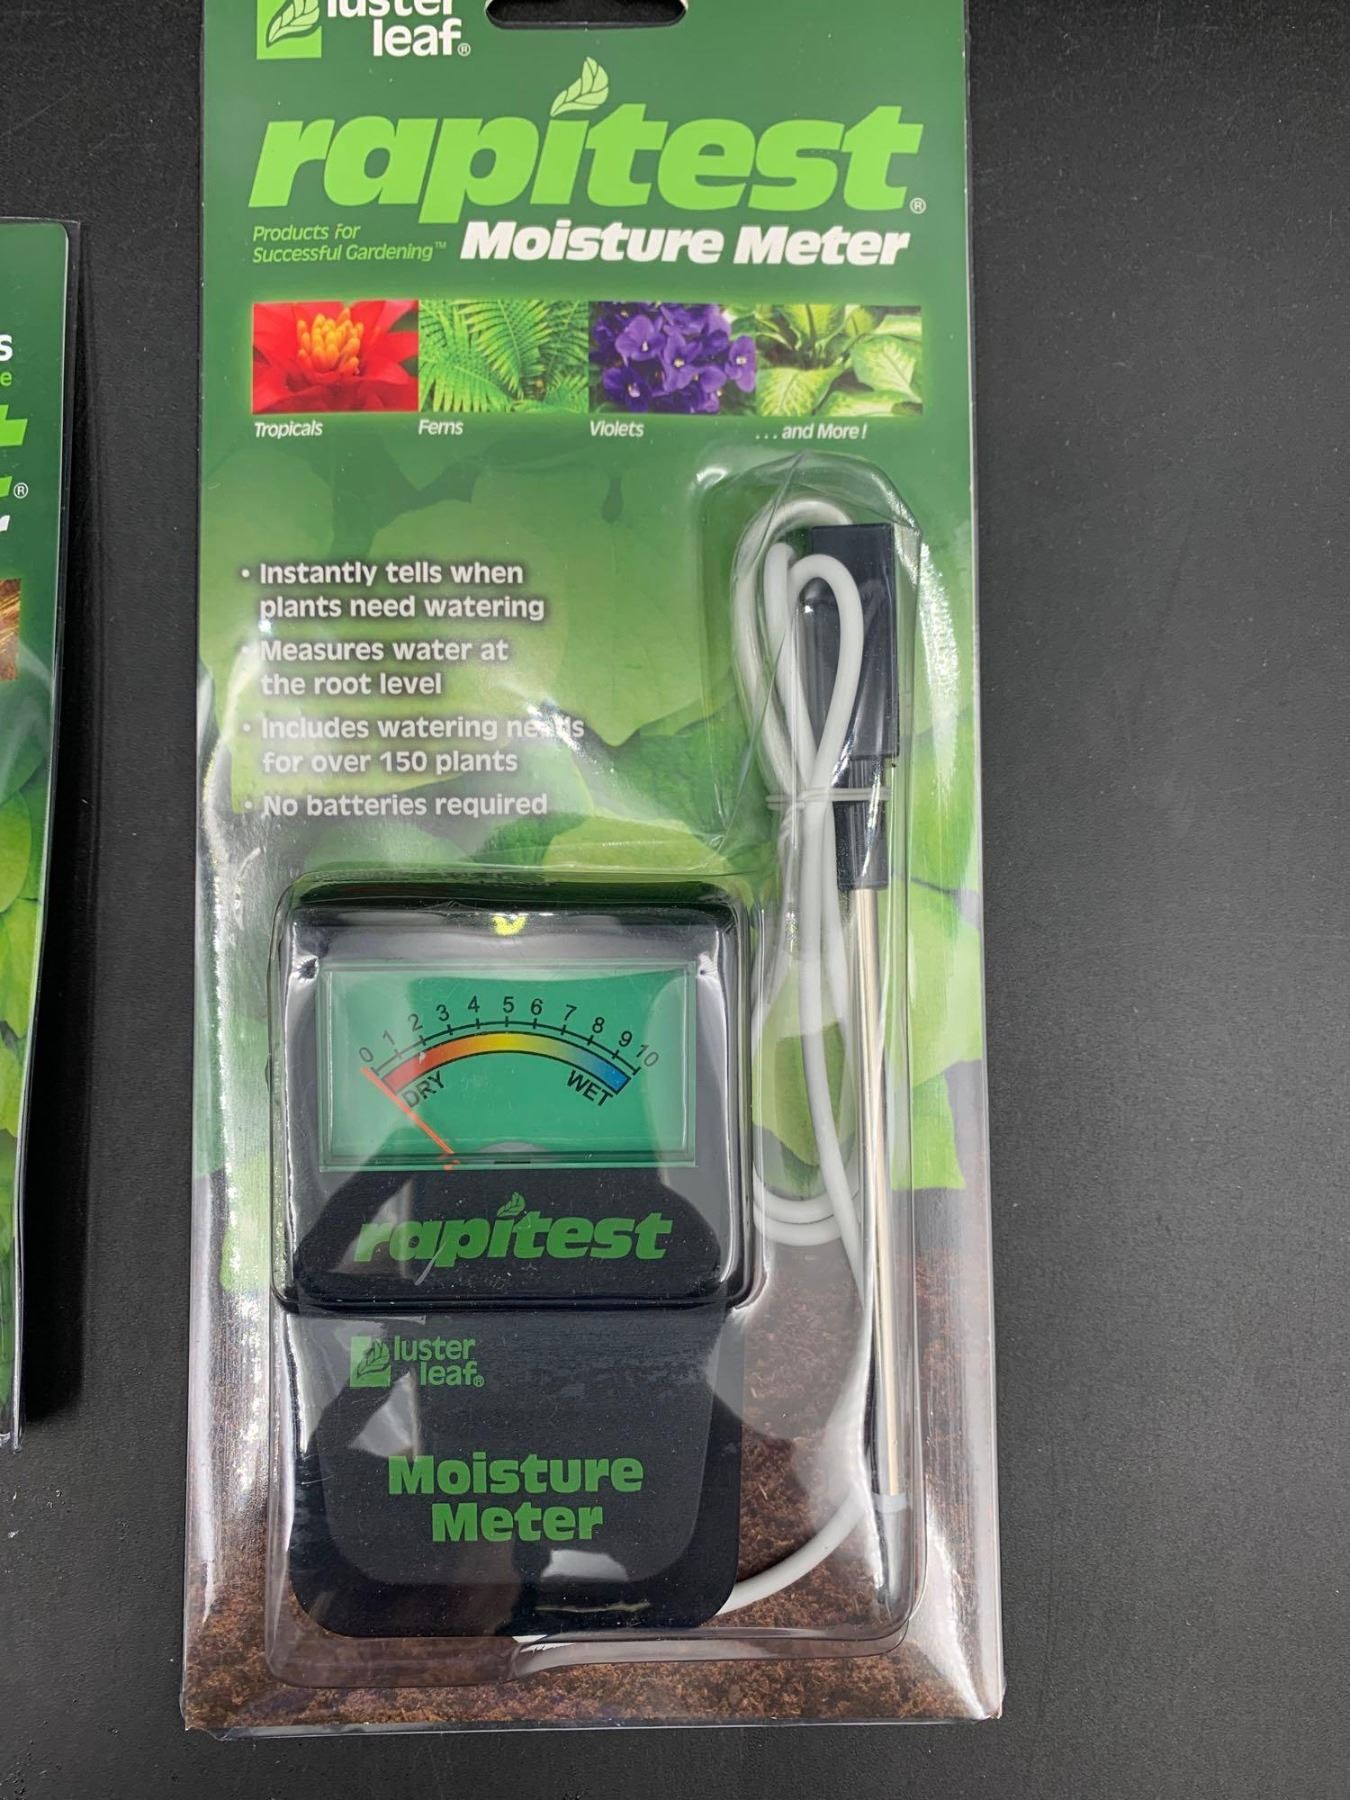 luster
leaf®
rapitest®
Products for
Successful Gardening™
Moisture Meter
Tropicals
Ferns
Violets
... and More!
• Instantly tells when
plants need watering
• Measures water at
the root level
• Includes watering needs
for over 150 plants
• No batteries required
0 1 2 3 4 5 6 7 8 9 10
DRY
WET
rapitest
luster
leaf®
Moisture
Meter